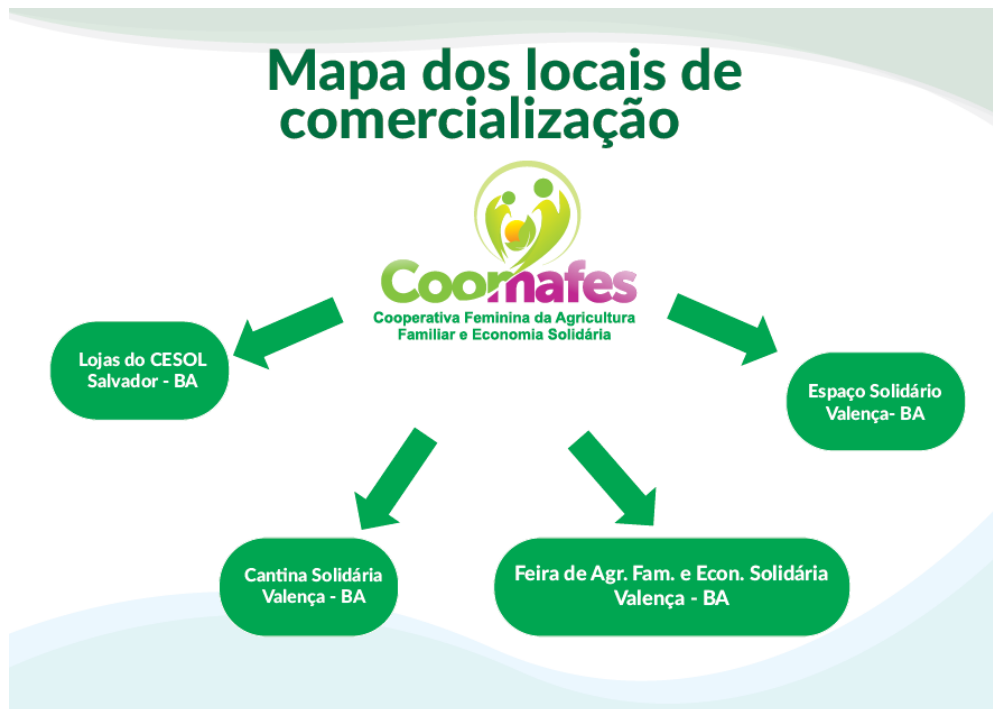 Mapa dos locais de
comercialização
Coomafes
Cooperativa Feminina da Agricultura
Familiar e Economia Solidária
Lojas do CESOL
Salvador - BA
Espaço Solidário
Valença- BA
Cantina Solidária
Valença - BA
Feira de Agr. Fam. e Econ. Solidária
Valença - BA